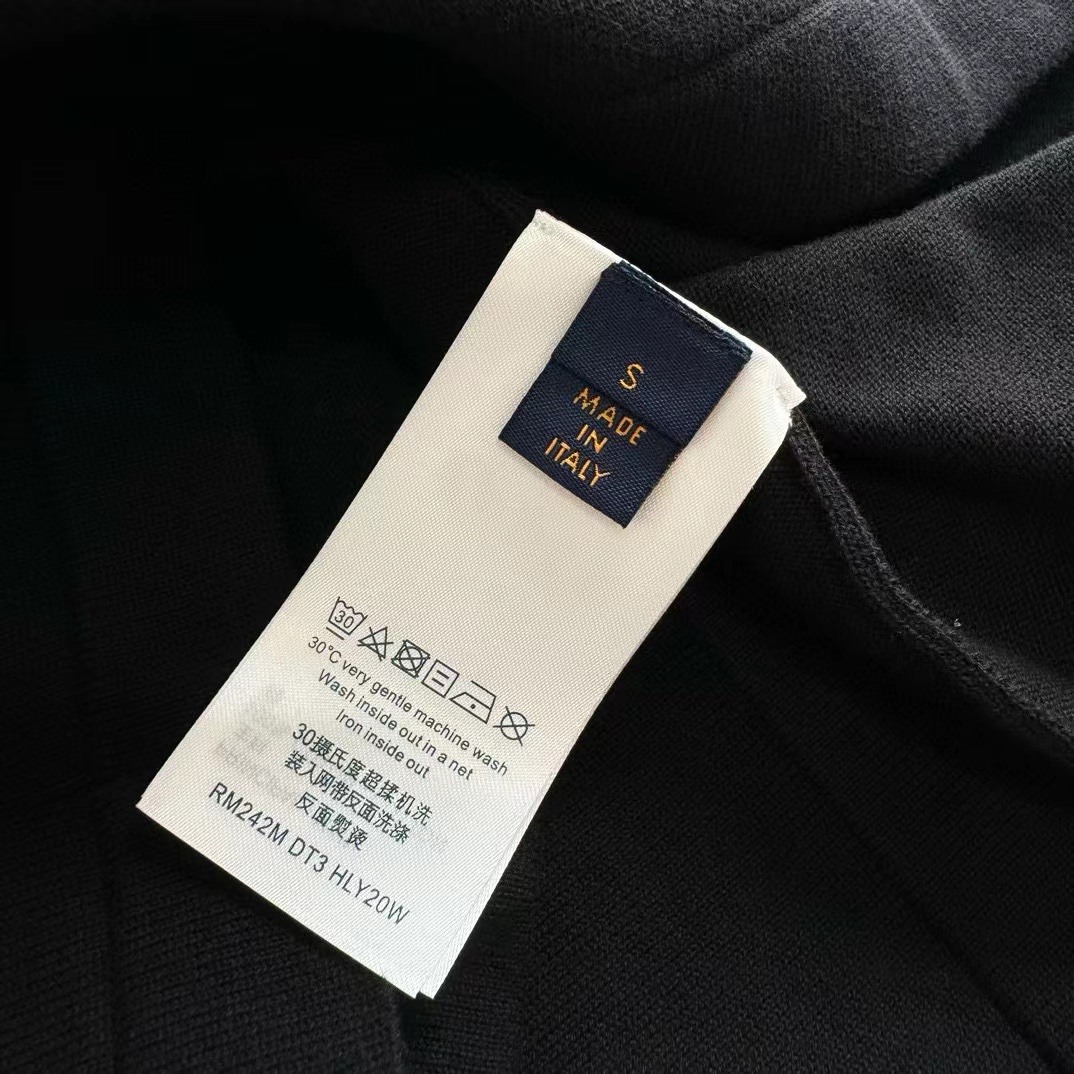 S
MADE
IN
ITALY
30
30°C very gentle machine wash
Wash inside out in a net
Iron inside out
30摄氏度超揉机洗
装入网带反面洗涤
反面熨烫
RM242M DT3 HLY20W